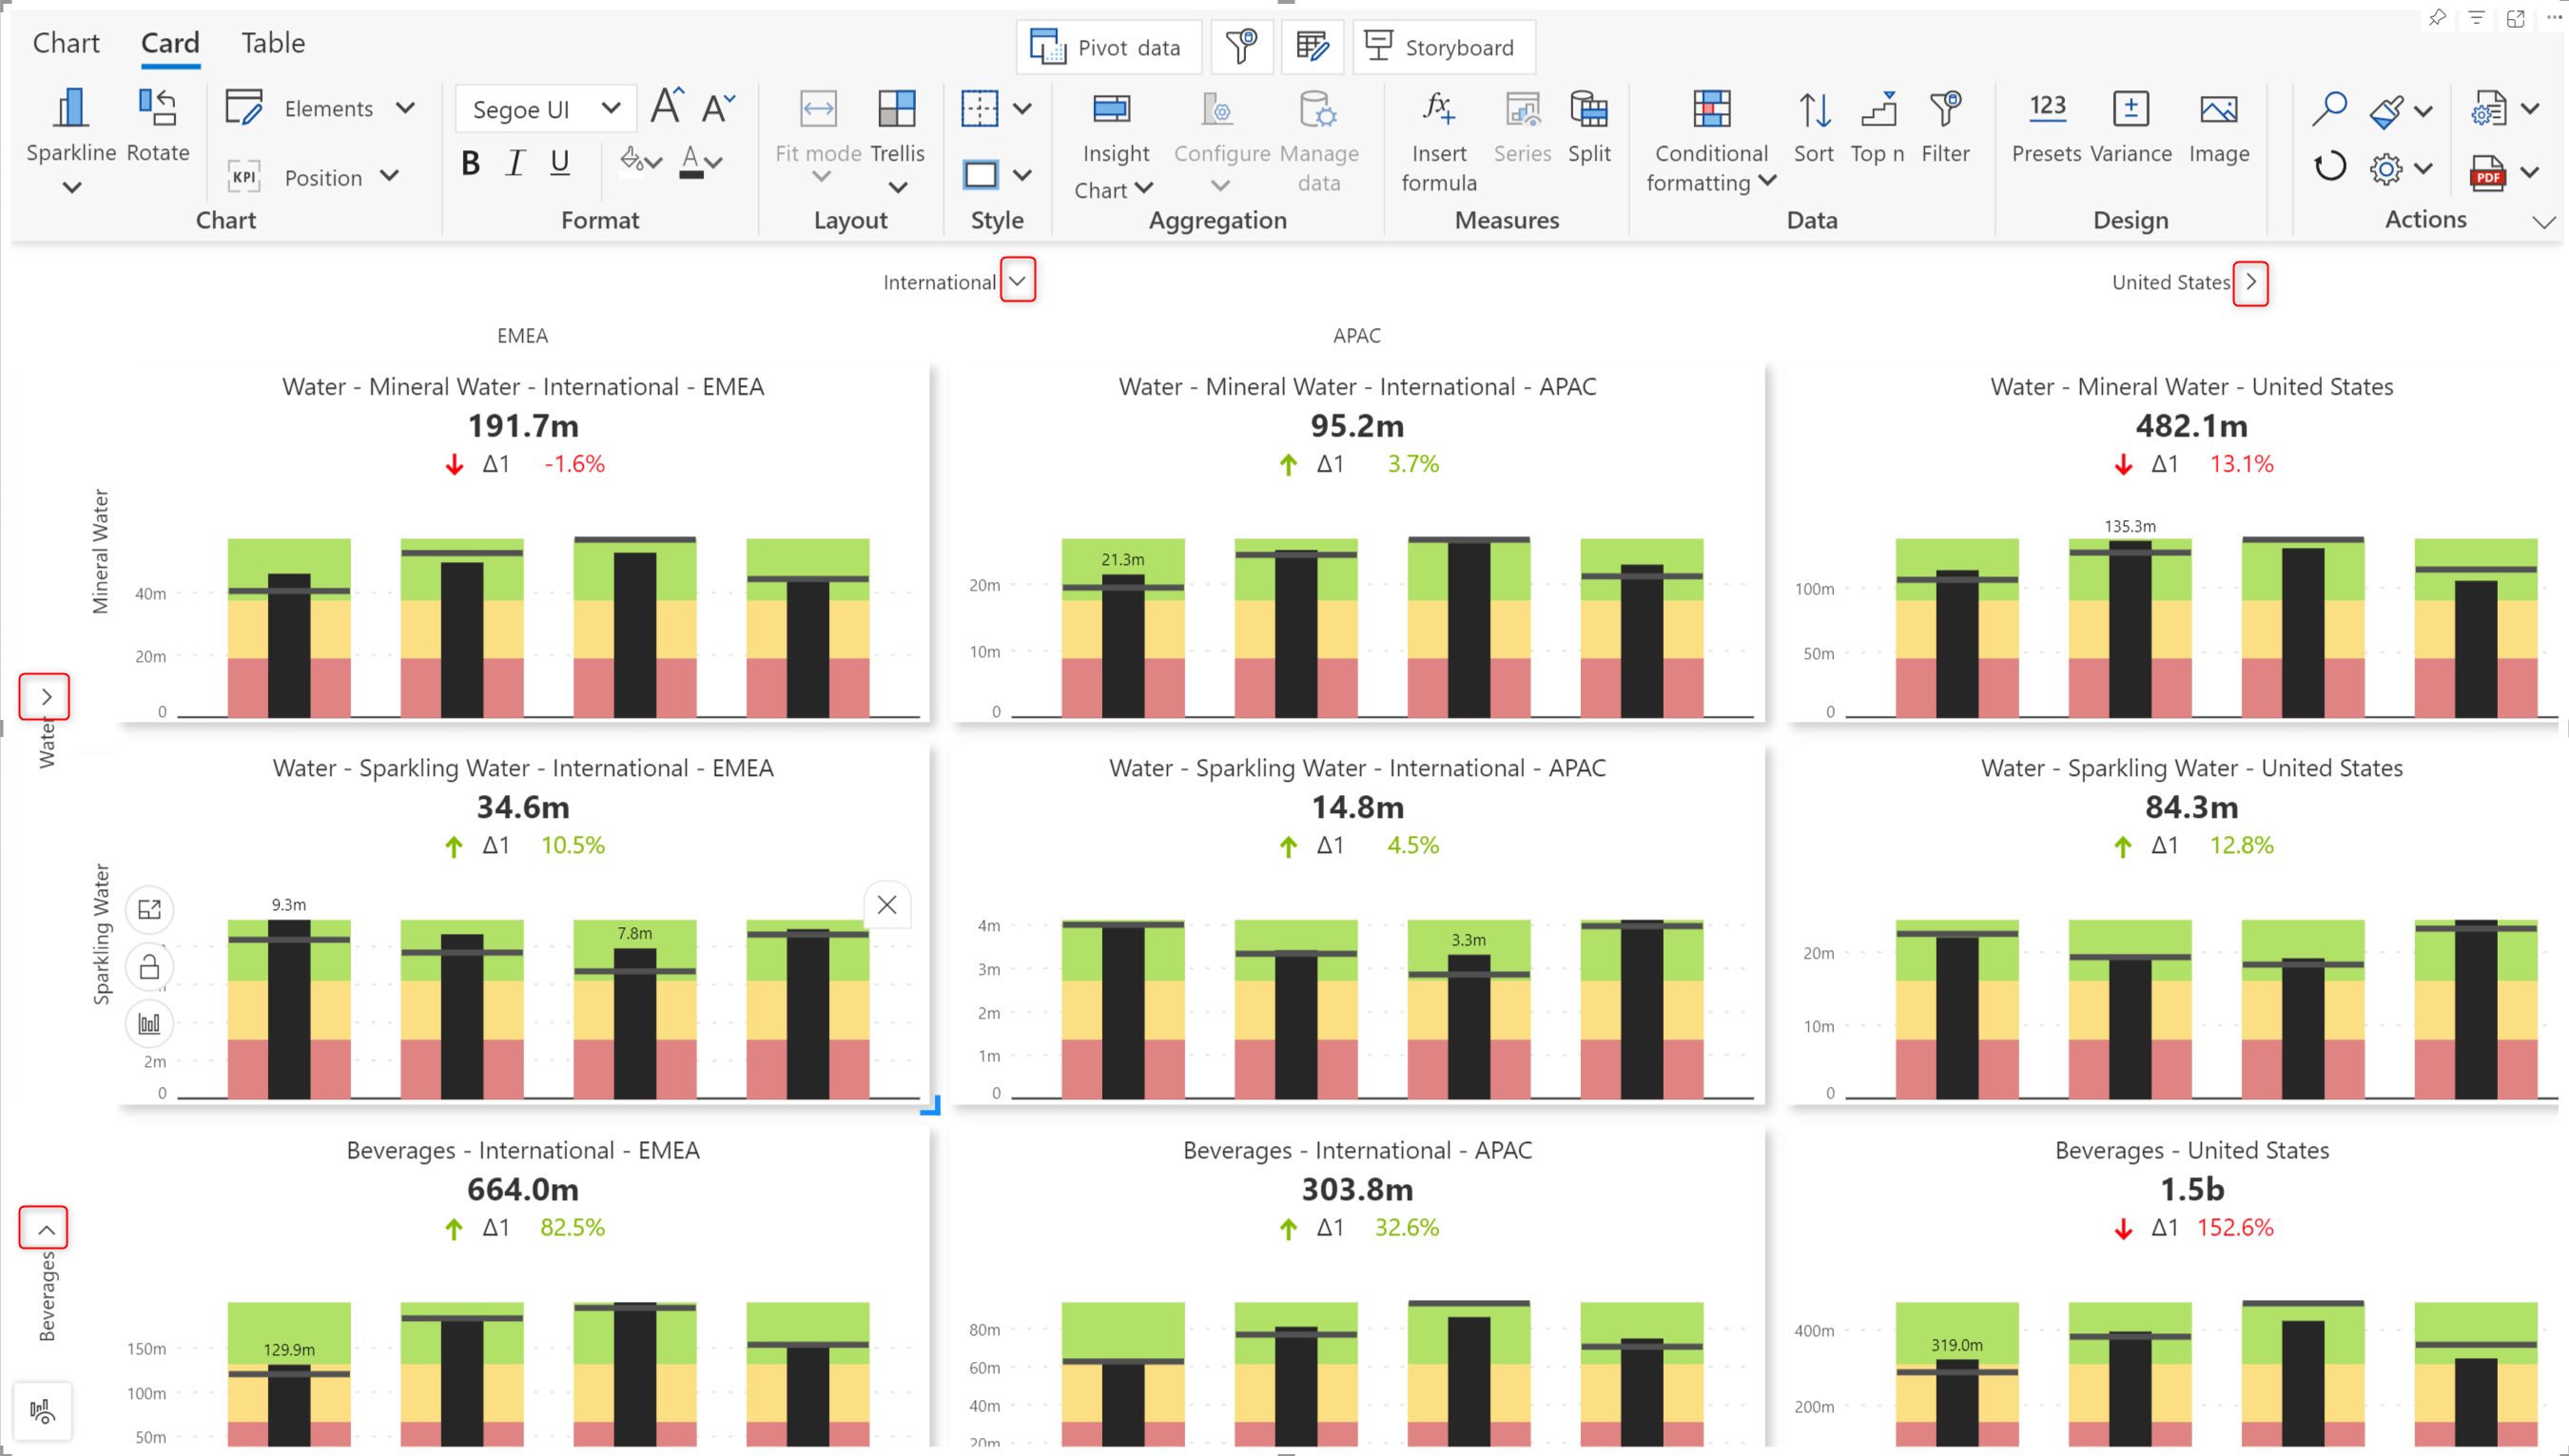 Chart Card Table
Pivot data Storyboard
Sparkline Rotate
Elements
KPI Position
Chart
Segoe UI A A
B I U A
Format
Fit mode Trellis
Layout
Style
Insight
Chart
Configure
Manage
data
Aggregation
fx
Insert
formula
Series Split
Measures
Conditional
formatting
Sort Top n Filter
Data
123
Presets Variance Image
Design
PDF
Actions
International United States
EMEA APAC
Mineral Water
Water
Sparkling Water
Beverages
Water - Mineral Water - International - EMEA
191.7m
Δ1 -1.6%
40m
20m
0
Water - Mineral Water - International - APAC
95.2m
Δ1 3.7%
21.3m
20m
10m
0
Water - Mineral Water - United States
482.1m
Δ1 13.1%
135.3m
100m
50m
0
Water - Sparkling Water - International - EMEA
34.6m
Δ1 10.5%
9.3m
7.8m
2m
0
Water - Sparkling Water - International - APAC
14.8m
Δ1 4.5%
3.3m
4m
3m
2m
1m
0
Water - Sparkling Water - United States
84.3m
Δ1 12.8%
20m
10m
0
Beverages - International - EMEA
664.0m
Δ1 82.5%
129.9m
150m
100m
50m
Beverages - International - APAC
303.8m
Δ1 32.6%
80m
60m
40m
20m
Beverages - United States
1.5b
Δ1 152.6%
319.0m
400m
200m